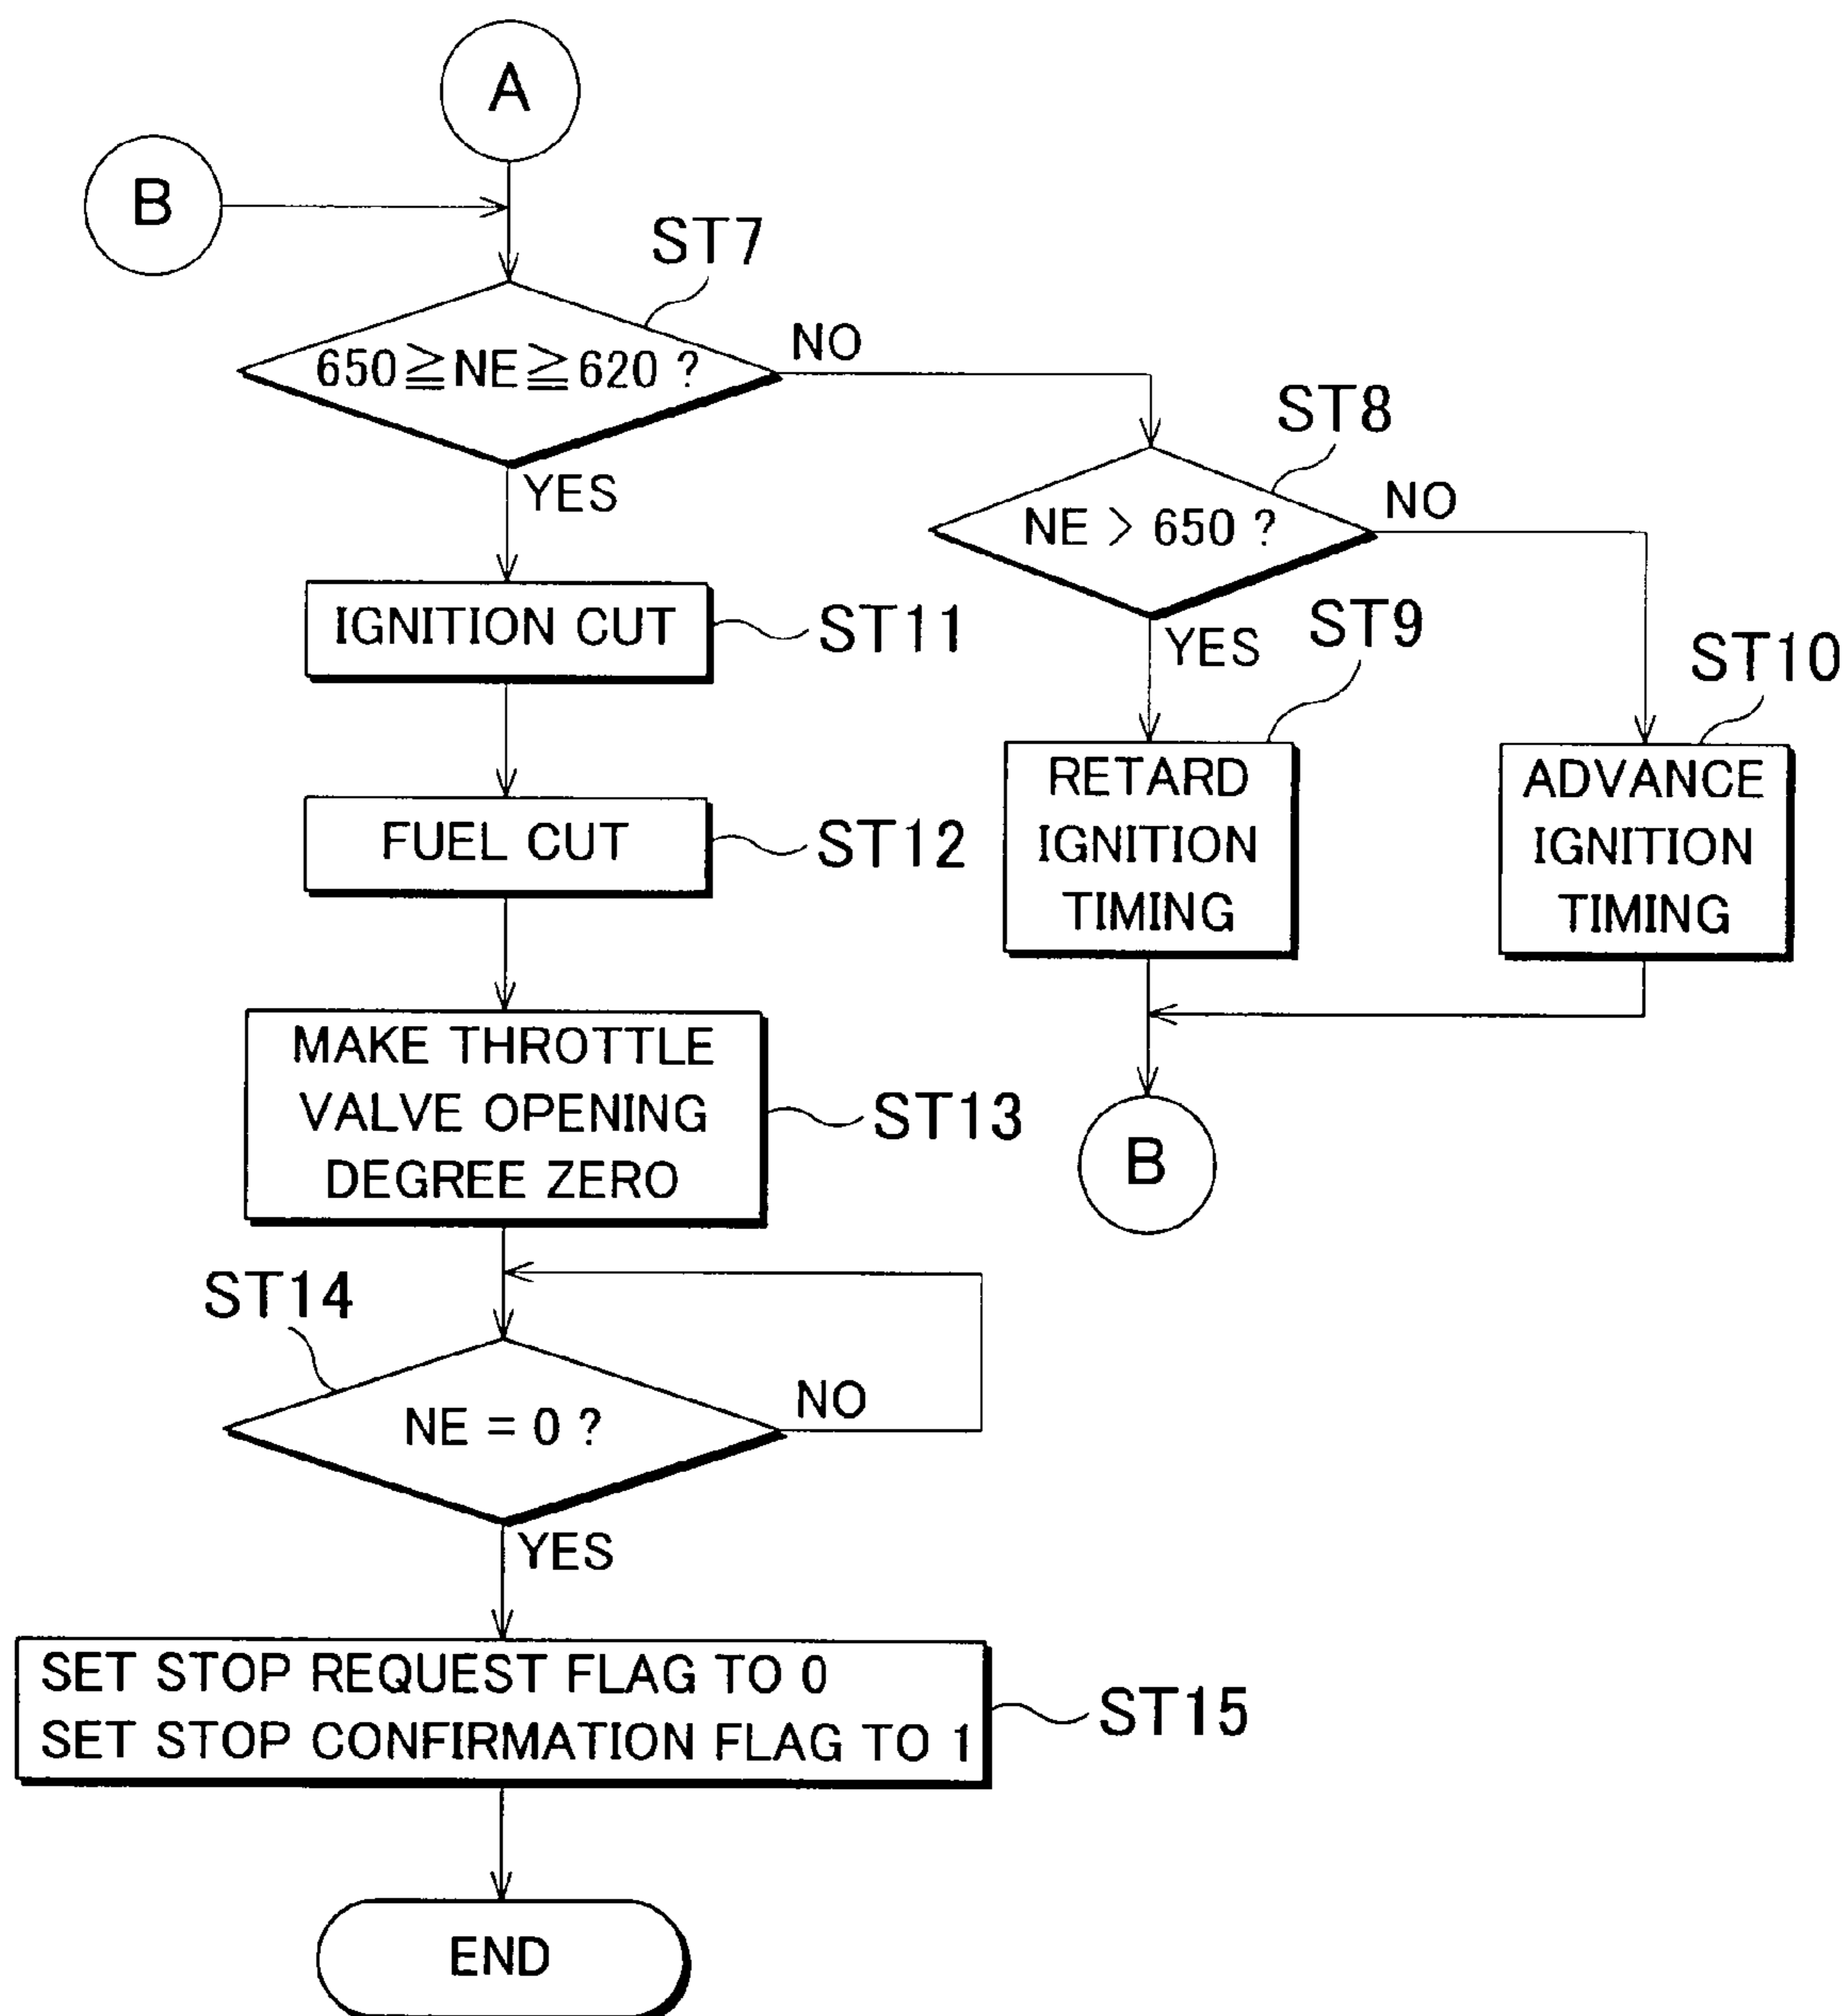 A
B
ST7
650≧NE≧620 ?
NO
YES
ST8
NE > 650 ?
NO
YES
IGNITION CUT
ST11
ST9
ST10
RETARD
IGNITION
TIMING
ADVANCE
IGNITION
TIMING
FUEL CUT
ST12
MAKE THROTTLE
VALVE OPENING
DEGREE ZERO
ST13
B
ST14
NE = 0 ?
NO
YES
SET STOP REQUEST FLAG TO 0
SET STOP CONFIRMATION FLAG TO 1
ST15
END